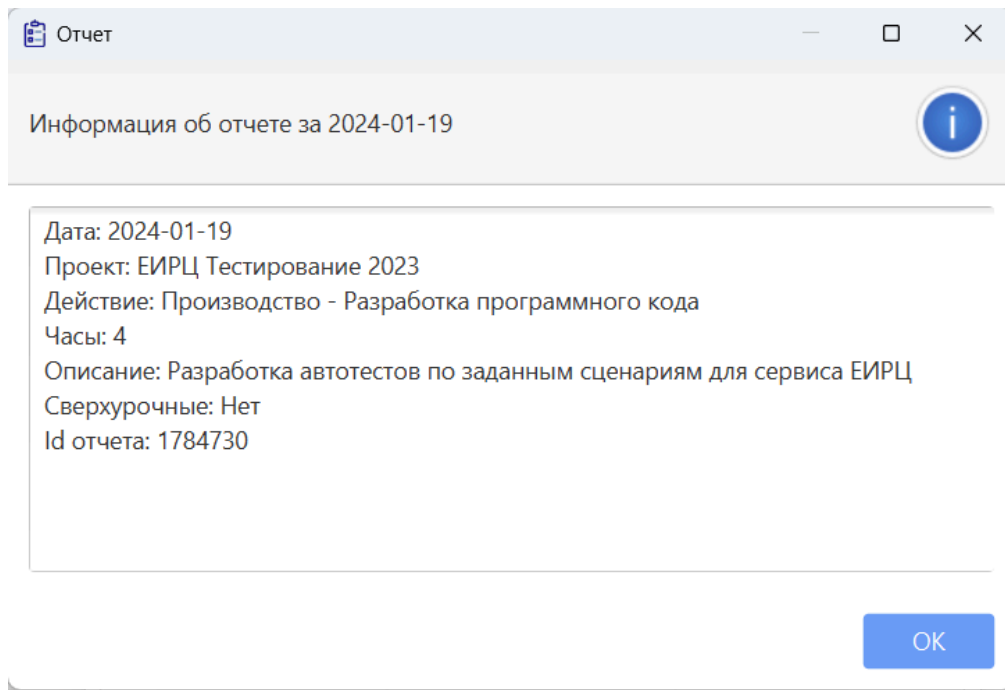 Отчет
Информация об отчете за 2024-01-19
Дата: 2024-01-19
Проект: ЕИРЦ Тестирование 2023
Действие: Производство - Разработка программного кода
Часы: 4
Описание: Разработка автотестов по заданным сценариям для сервиса ЕИРЦ
Сверхурочные: Нет
Id отчета: 1784730
ОК